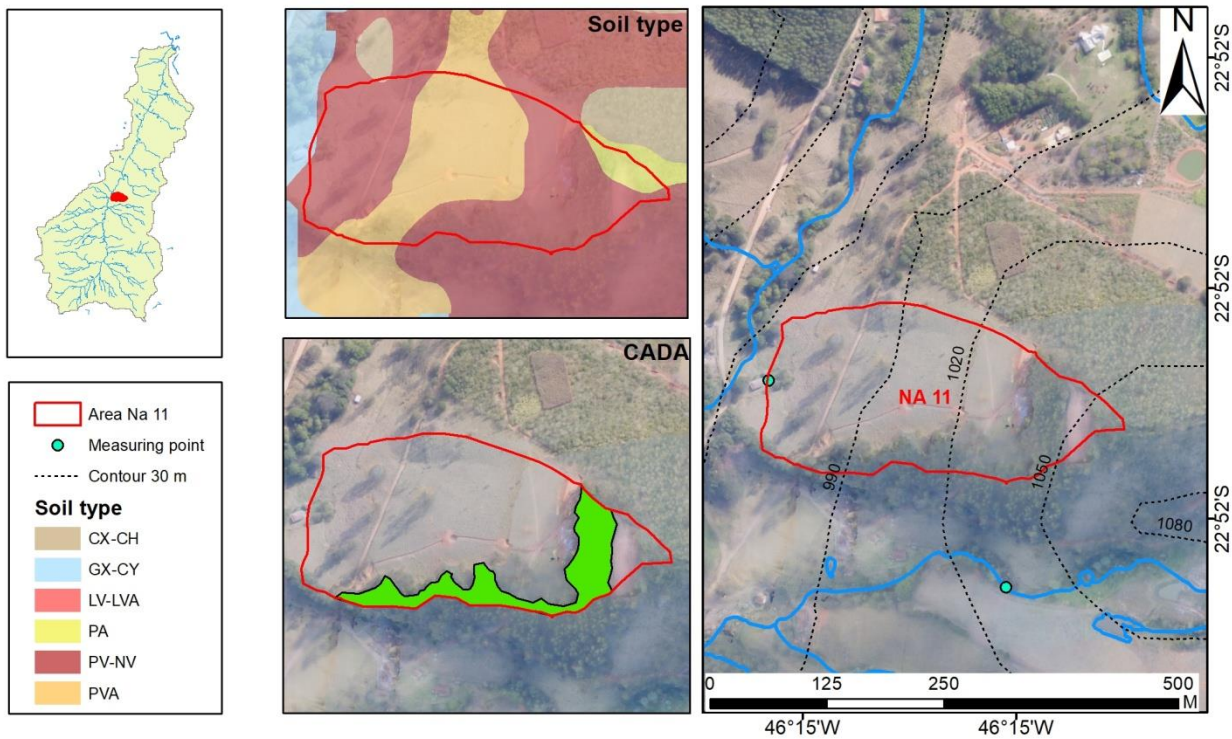 Area Na 11
Measuring point
Contour 30 m
Soil type
CX-CH
GX-CY
LV-LVA
PA
PV-NV
PVA
Soil type
CADA
N
NA 11
990
1020
1050
1080
0 125 250 500
M
46°15'W 46°15'W
22°52'S
22°52'S
22°52'S